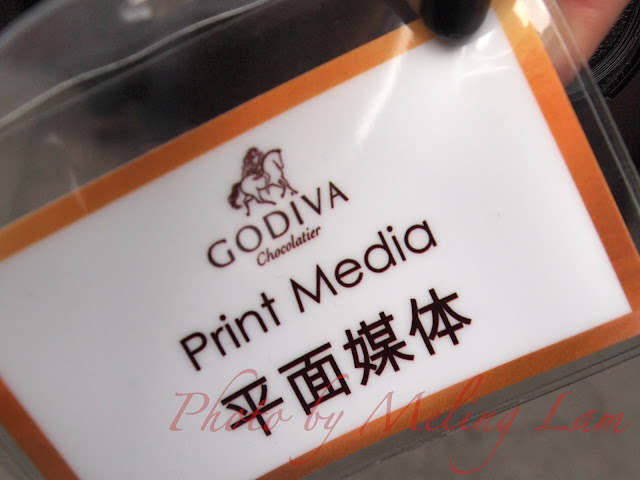 GODIVA
Chocolatier
Print Media
平面媒体
Photo by Meling Lam